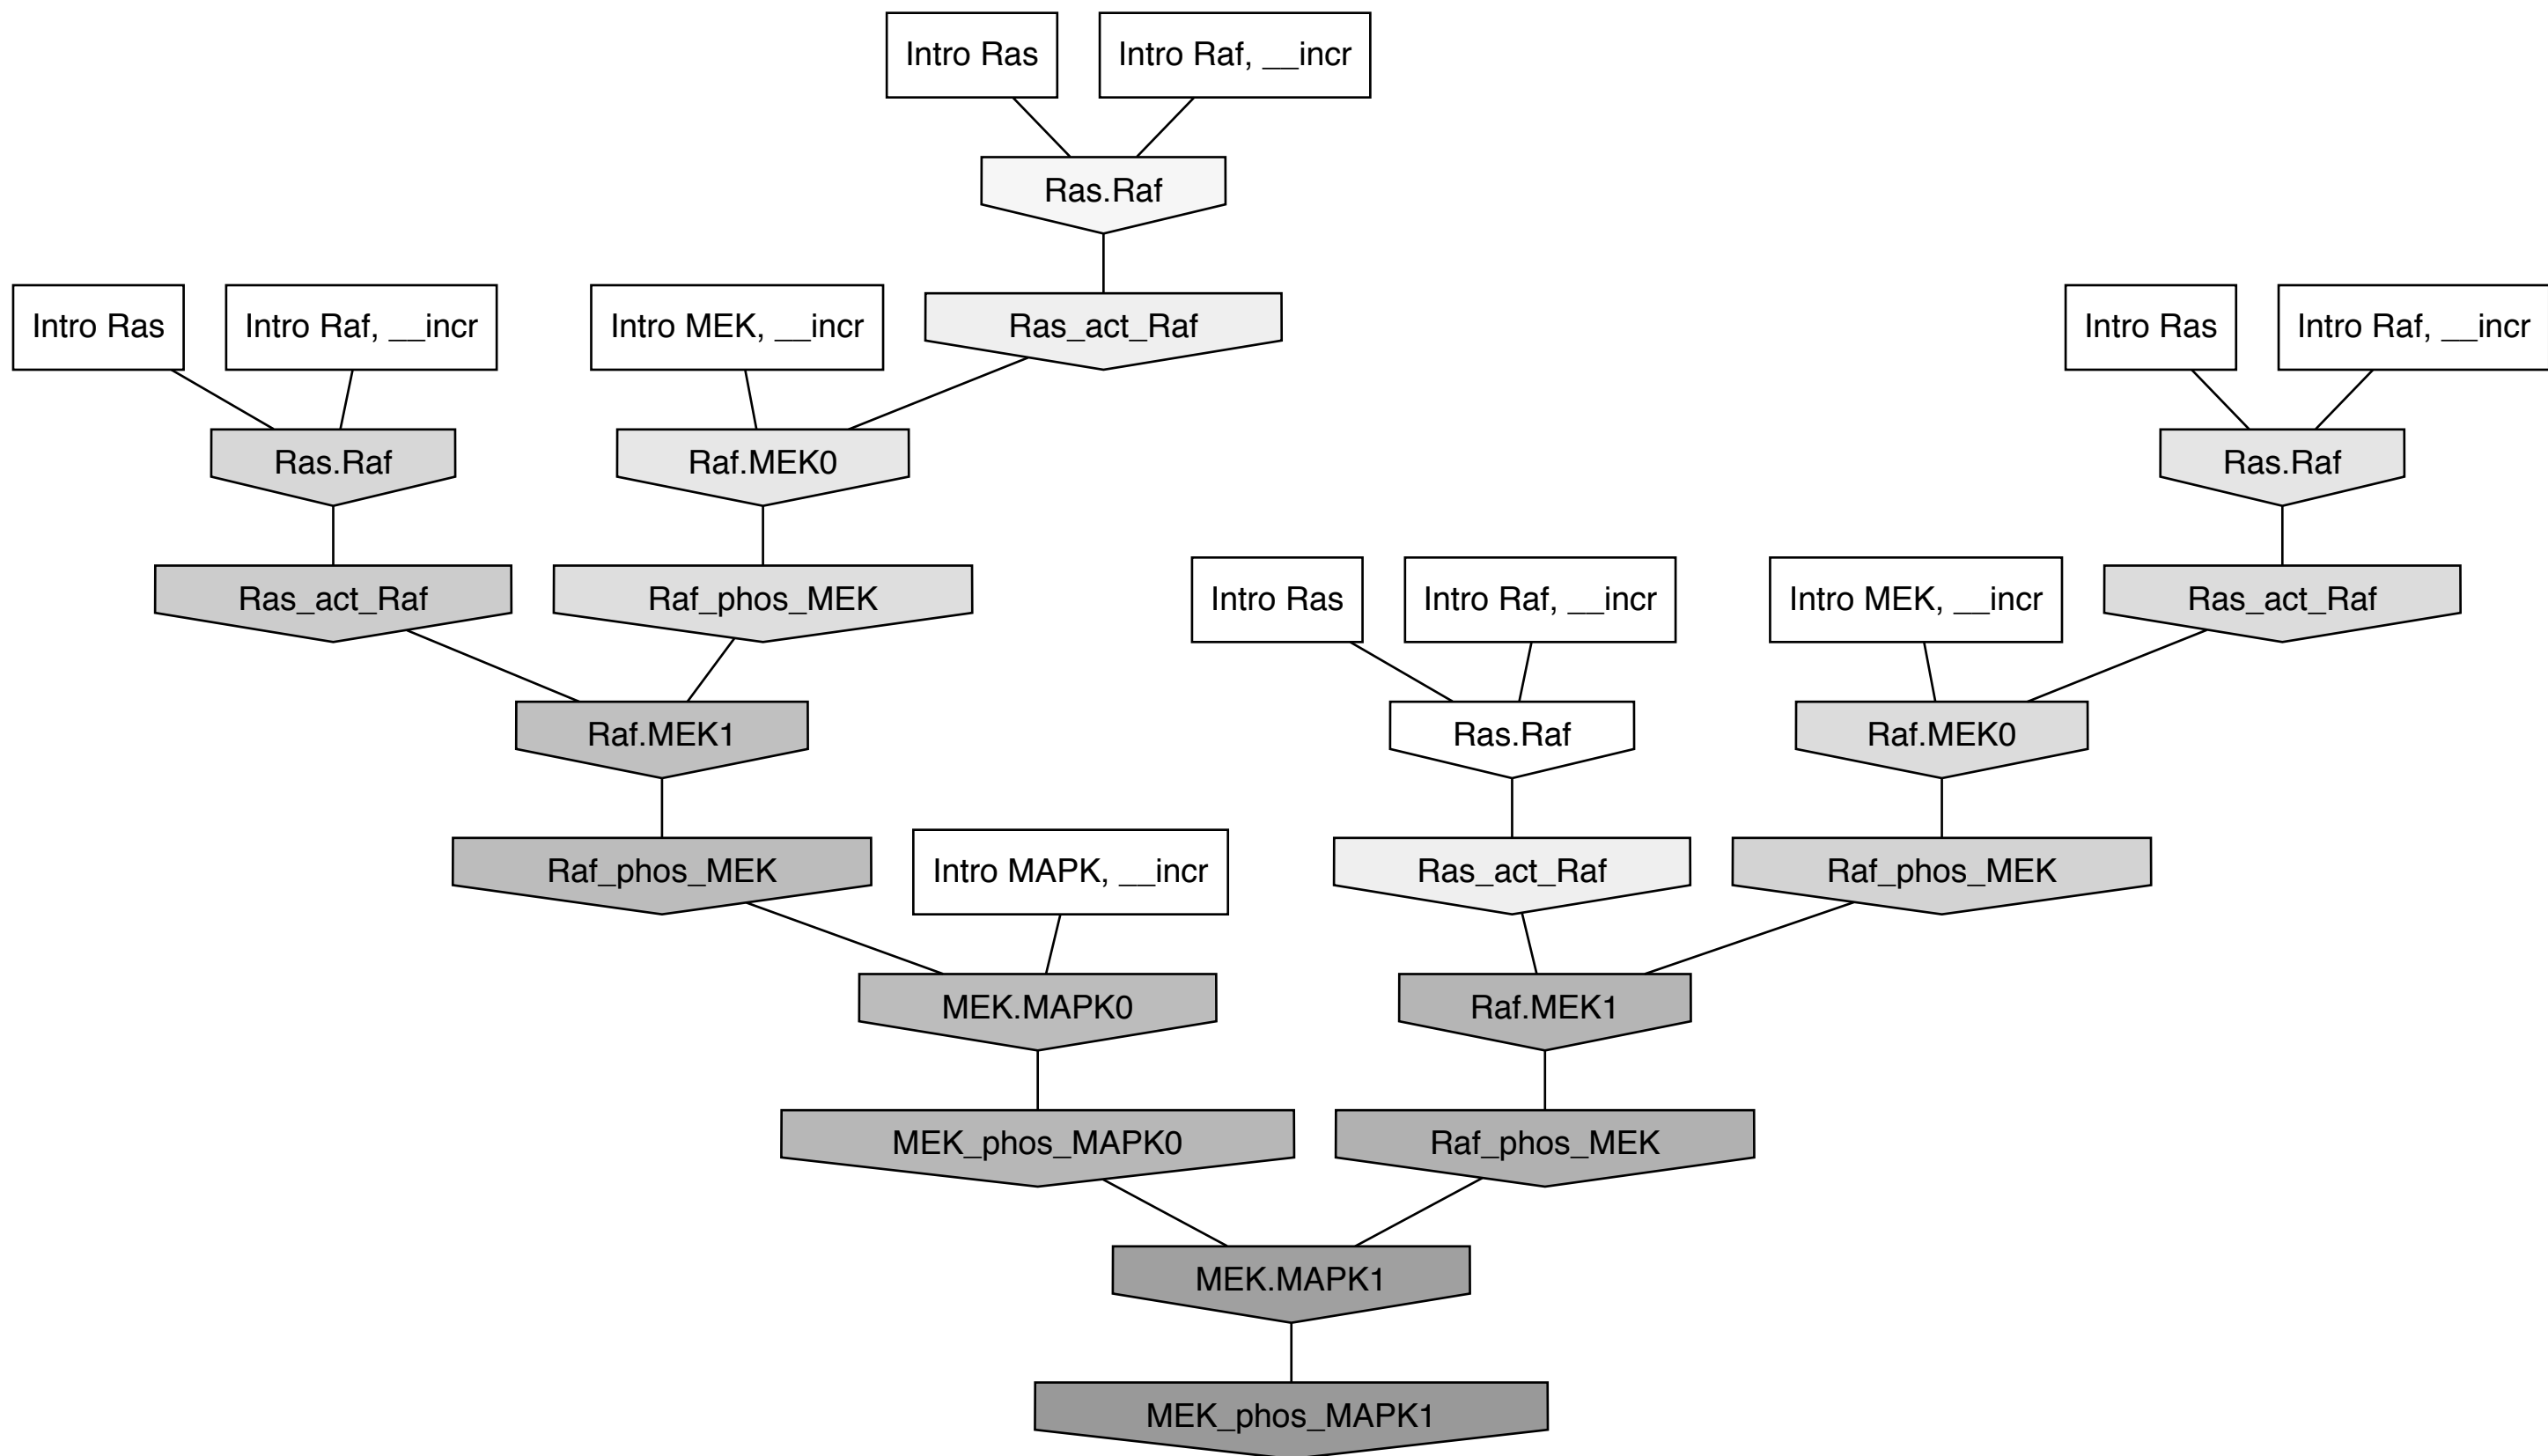 Intro Ras
Intro Raf, __incr
Ras.Raf
Intro Ras
Intro Raf, __incr
Intro MEK, __incr
Ras_act_Raf
Intro Ras
Intro Raf, __incr
Ras.Raf
Raf.MEK0
Ras.Raf
Ras_act_Raf
Raf_phos_MEK
Intro Ras
Intro Raf, __incr
Intro MEK, __incr
Ras_act_Raf
Raf.MEK1
Ras.Raf
Raf.MEK0
Raf_phos_MEK
Intro MAPK, __incr
Ras_act_Raf
Raf_phos_MEK
MEK.MAPK0
Raf.MEK1
MEK_phos_MAPK0
Raf_phos_MEK
MEK.MAPK1
MEK_phos_MAPK1